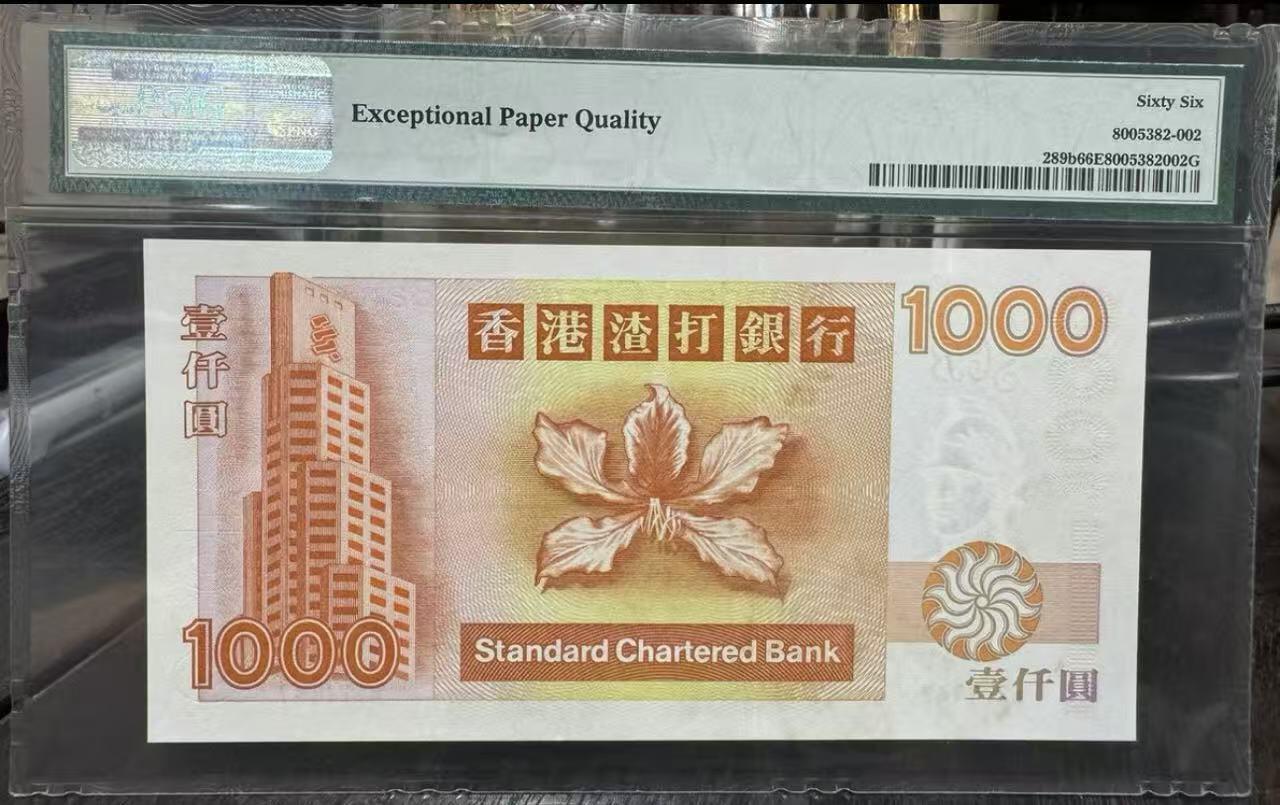 Exceptional Paper Quality
Sixty Six
8005382-002
289b66E8005382002G
PNG
壹仟圓
香港渣打銀行
1000
1000
Standard Chartered Bank
壹仟圓